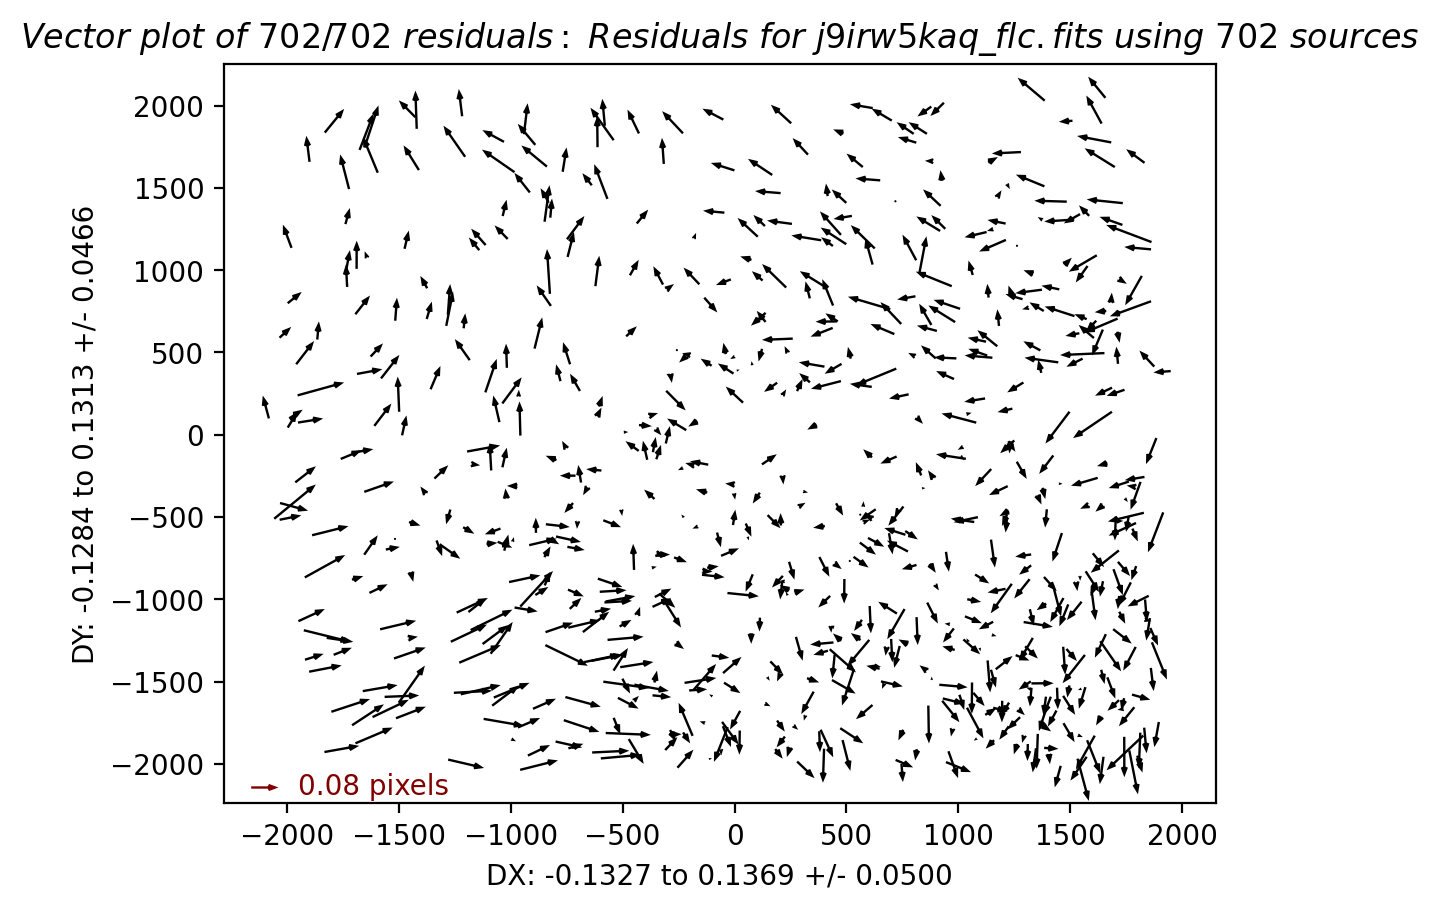 Vector plot of 702/702 residuals: Residuals for j9irw5kaq_flc.fits using 702 sources
2000
1500
1000
500
0
−500
−1000
−1500
−2000
DY: -0.1284 to 0.1313 +/- 0.0466
0.08 pixels
−2000 −1500 −1000 −500 0 500 1000 1500 2000
DX: -0.1327 to 0.1369 +/- 0.0500